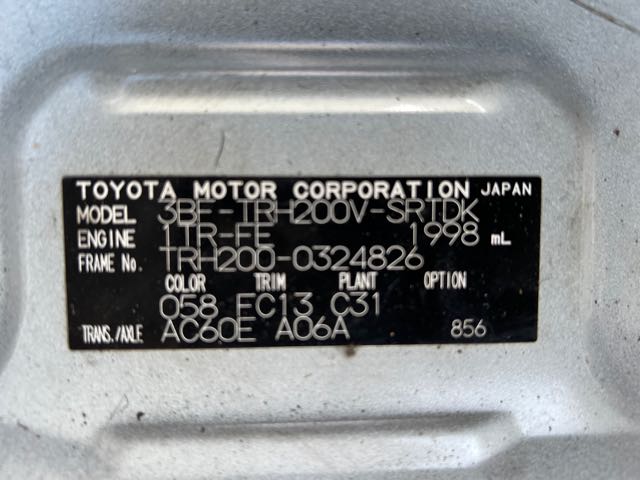 TOYOTA MOTOR CORPORATION JAPAN
MODEL 3BF-TRH200V-SRTDK
ENGINE 1TR-FE 1998 mL
FRAME No. TRH200-0324826
COLOR TRIM PLANT OPTION
058 FC13 C31
TRANS./AXLE AC60E A06A 856